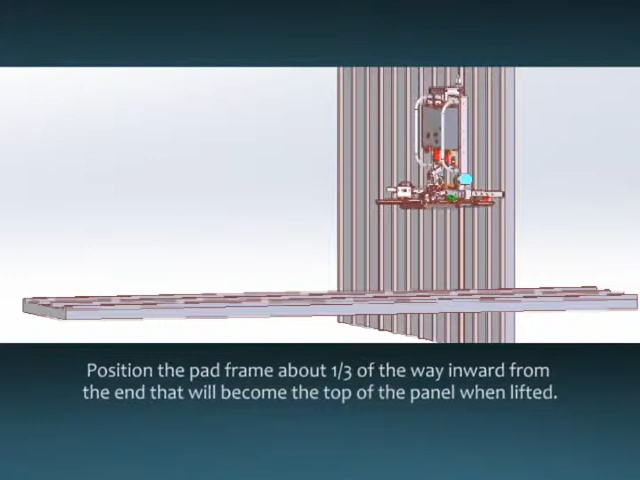 Position the pad frame about 1/3 of the way inward from
the end that will become the top of the panel when lifted.